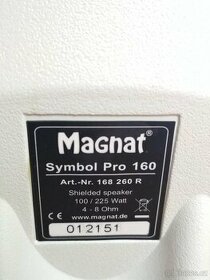 Magnat®
Symbol Pro 160
Art.-Nr. 168 260 R
Shielded speaker
100 / 225 Watt
4 - 8 Ohm
CE www.magnat.de
012151